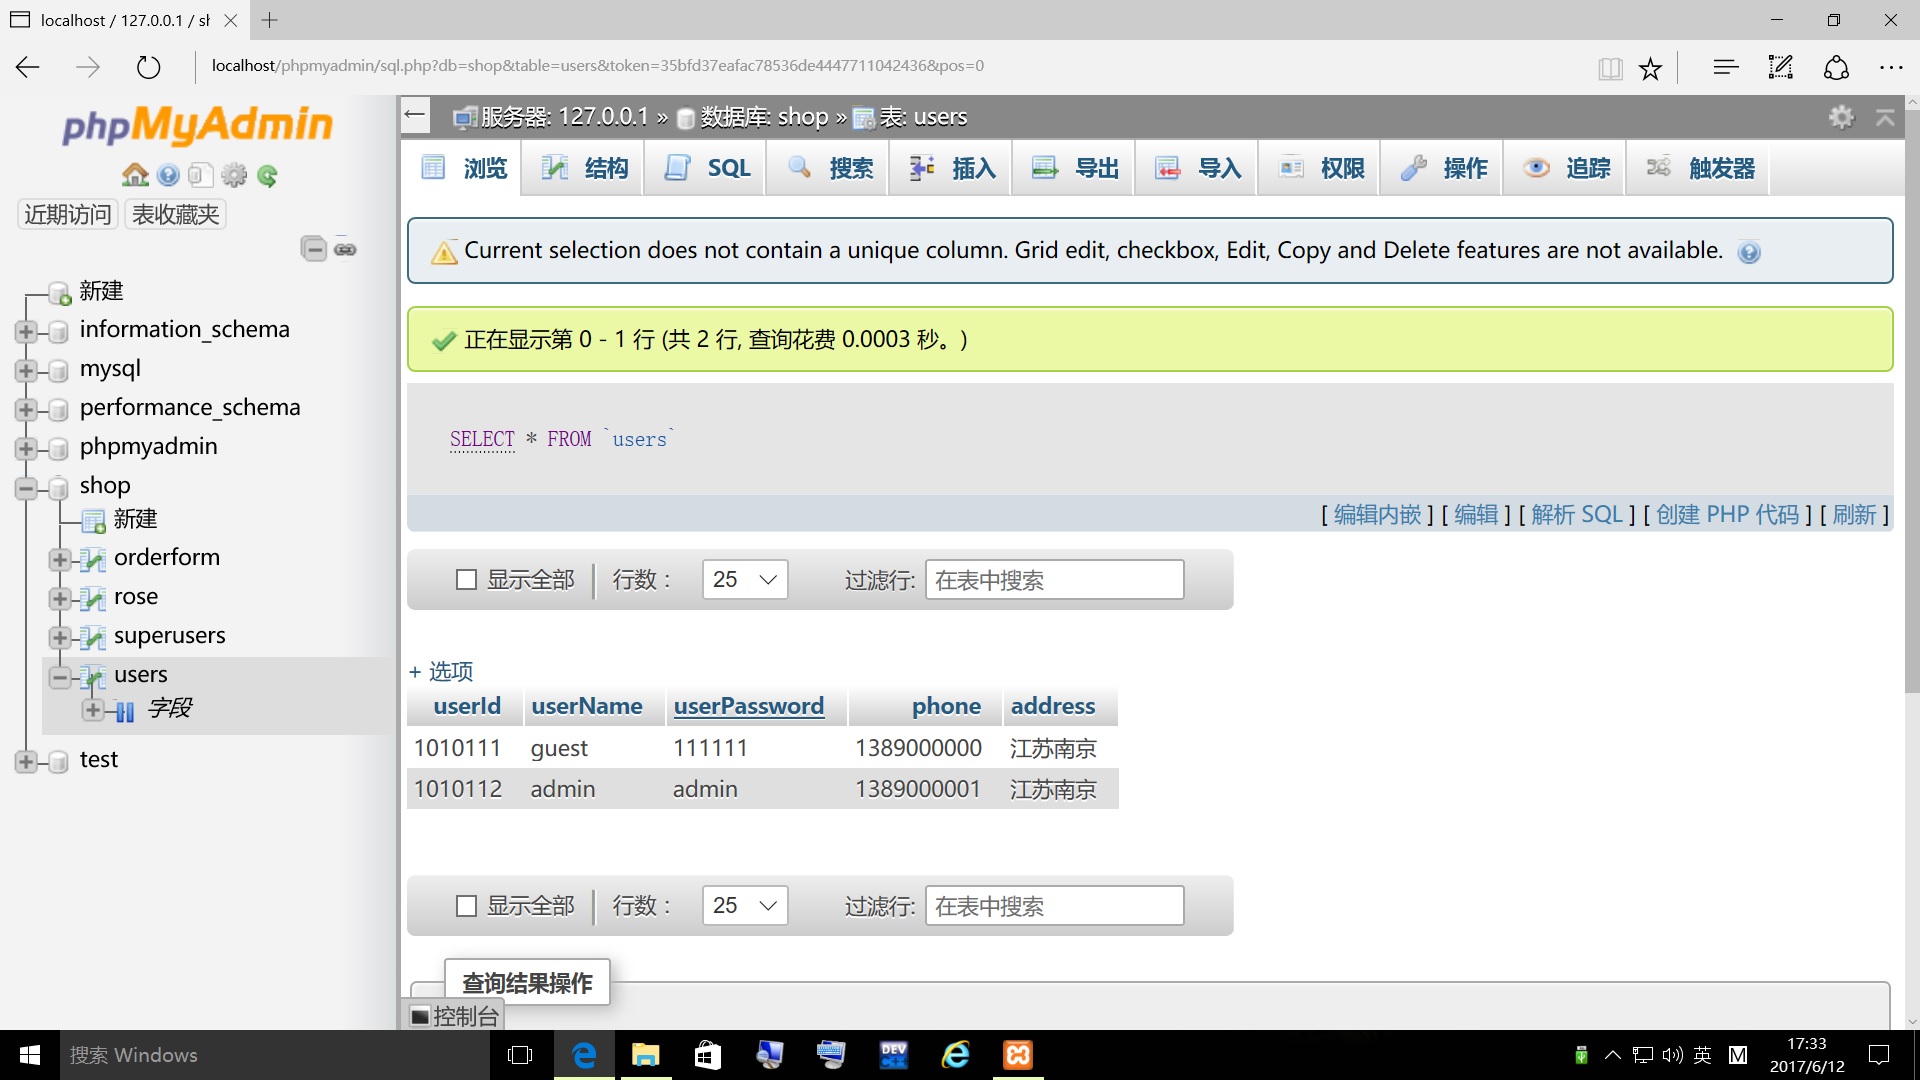 localhost / 127.0.0.1 / sh
localhost/phpmyadmin/sql.php?db=shop&table=users&token=35bfd37eafac78536de4447711042436&pos=0
phpMyAdmin
近期访问 表收藏夹
新建
information_schema
mysql
performance_schema
phpmyadmin
shop
新建
orderform
rose
superusers
users
字段
test
服务器: 127.0.0.1 » 数据库: shop » 表: users
浏览 结构 SQL 搜索 插入 导出 导入 权限 操作 追踪 触发器
Current selection does not contain a unique column. Grid edit, checkbox, Edit, Copy and Delete features are not available.
正在显示第 0 - 1 行 (共 2 行, 查询花费 0.0003 秒。)
SELECT * FROM `users`
[ 编辑内嵌 ] [ 编辑 ] [ 解析 SQL ] [ 创建 PHP 代码 ] [ 刷新 ]
显示全部 行数： 25 过滤行: 在表中搜索
+ 选项
userId userName userPassword phone address
1010111 guest 111111 1389000000 江苏南京
1010112 admin admin 1389000001 江苏南京
显示全部 行数： 25 过滤行: 在表中搜索
查询结果操作
控制台
搜索 Windows
DEV
英
M
17:33
2017/6/12